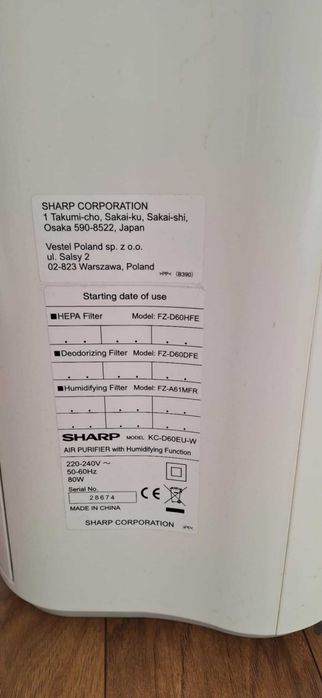 SHARP CORPORATION
1 Takumi-cho, Sakai-ku, Sakai-shi,
Osaka 590-8522, Japan
Vestel Poland sp. z o.o.
ul. Salsy 2
02-823 Warszawa, Poland
>PP< (B390)
Starting date of use
■HEPA Filter Model: FZ-D60HFE
■Deodorizing Filter Model: FZ-D60DFE
■Humidifying Filter Model: FZ-A61MFR
SHARP MODEL KC-D60EU-W
AIR PURIFIER with Humidifying Function
220-240V ～
50-60Hz
80W
Serial No.
28674
CE
MADE IN CHINA
SHARP CORPORATION >PP<